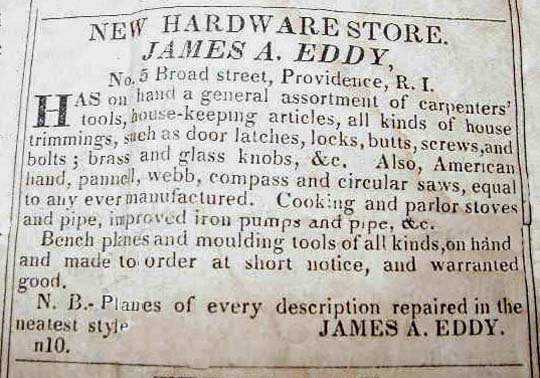 NEW HARDWARE STORE.
JAMES A. EDDY,
No. 5 Broad street, Providence, R. I.
HAS on hand a general assortment of carpenters'
tools, house-keeping articles, all kinds of house
trimmings, such as door latches, locks, butts, screws, and
bolts ; brass and glass knobs, &c. Also, American
hand, pannell, webb, compass and circular saws, equal
to any ever manufactured. Cooking and parlor stoves
and pipe, improved iron pumps and pipe, &c.
Bench planes and moulding tools of all kinds, on hand
and made to order at short notice, and warranted
good.
N. B.- Planes of every description repaired in the
neatest style JAMES A. EDDY.
n10.